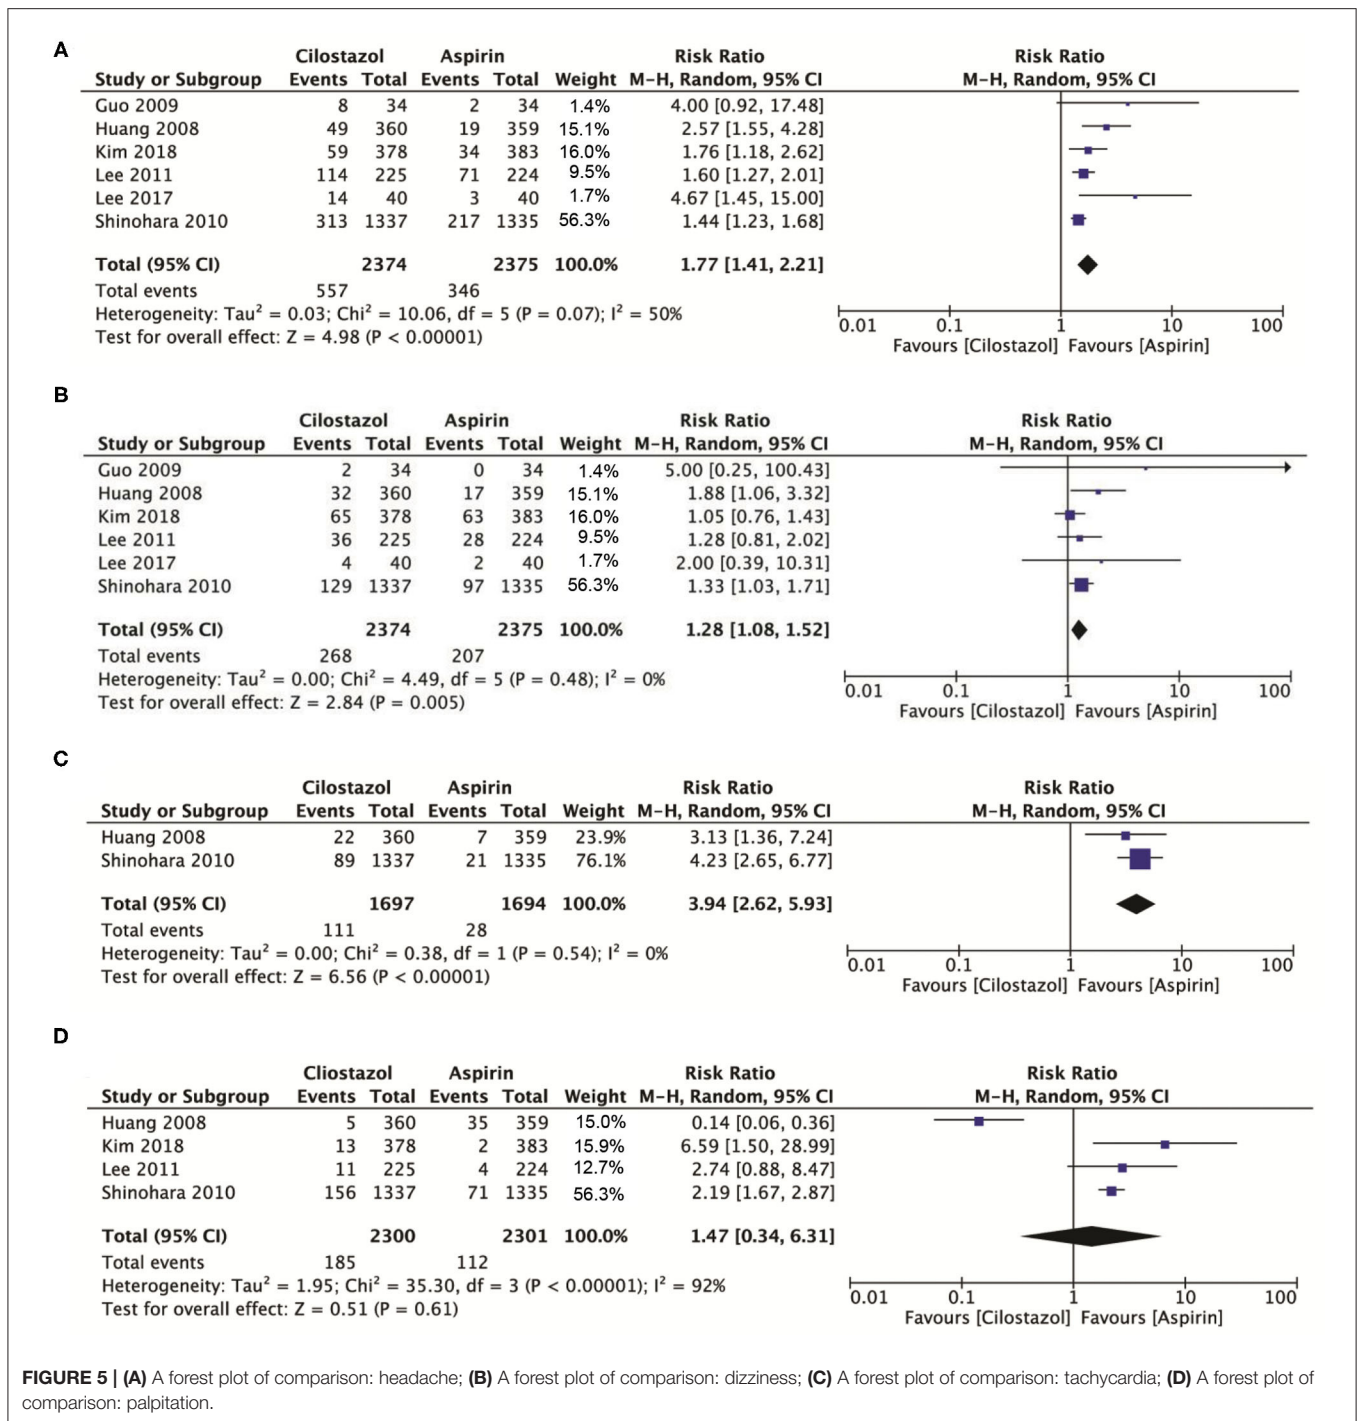 A
Cilostazol Aspirin Risk Ratio Risk Ratio
Study or Subgroup Events Total Events Total Weight M–H, Random, 95% CI M–H, Random, 95% CI
Guo 2009 8 34 2 34 1.4% 4.00 [0.92, 17.48]
Huang 2008 49 360 19 359 15.1% 2.57 [1.55, 4.28]
Kim 2018 59 378 34 383 16.0% 1.76 [1.18, 2.62]
Lee 2011 114 225 71 224 9.5% 1.60 [1.27, 2.01]
Lee 2017 14 40 3 40 1.7% 4.67 [1.45, 15.00]
Shinohara 2010 313 1337 217 1335 56.3% 1.44 [1.23, 1.68]
Total (95% CI) 2374 2375 100.0% 1.77 [1.41, 2.21]
Total events 557 346
Heterogeneity: Tau² = 0.03; Chi² = 10.06, df = 5 (P = 0.07); I² = 50%
Test for overall effect: Z = 4.98 (P < 0.00001)
0.01 0.1 1 10 100
Favours [Cilostazol] Favours [Aspirin]
B
Cilostazol Aspirin Risk Ratio Risk Ratio
Study or Subgroup Events Total Events Total Weight M–H, Random, 95% CI M–H, Random, 95% CI
Guo 2009 2 34 0 34 1.4% 5.00 [0.25, 100.43]
Huang 2008 32 360 17 359 15.1% 1.88 [1.06, 3.32]
Kim 2018 65 378 63 383 16.0% 1.05 [0.76, 1.43]
Lee 2011 36 225 28 224 9.5% 1.28 [0.81, 2.02]
Lee 2017 4 40 2 40 1.7% 2.00 [0.39, 10.31]
Shinohara 2010 129 1337 97 1335 56.3% 1.33 [1.03, 1.71]
Total (95% CI) 2374 2375 100.0% 1.28 [1.08, 1.52]
Total events 268 207
Heterogeneity: Tau² = 0.00; Chi² = 4.49, df = 5 (P = 0.48); I² = 0%
Test for overall effect: Z = 2.84 (P = 0.005)
0.01 0.1 1 10 100
Favours [Cilostazol] Favours [Aspirin]
C
Cilostazol Aspirin Risk Ratio Risk Ratio
Study or Subgroup Events Total Events Total Weight M–H, Random, 95% CI M–H, Random, 95% CI
Huang 2008 22 360 7 359 23.9% 3.13 [1.36, 7.24]
Shinohara 2010 89 1337 21 1335 76.1% 4.23 [2.65, 6.77]
Total (95% CI) 1697 1694 100.0% 3.94 [2.62, 5.93]
Total events 111 28
Heterogeneity: Tau² = 0.00; Chi² = 0.38, df = 1 (P = 0.54); I² = 0%
Test for overall effect: Z = 6.56 (P < 0.00001)
0.01 0.1 1 10 100
Favours [Cilostazol] Favours [Aspirin]
D
Cliostazol Aspirin Risk Ratio Risk Ratio
Study or Subgroup Events Total Events Total Weight M–H, Random, 95% CI M–H, Random, 95% CI
Huang 2008 5 360 35 359 15.0% 0.14 [0.06, 0.36]
Kim 2018 13 378 2 383 15.9% 6.59 [1.50, 28.99]
Lee 2011 11 225 4 224 12.7% 2.74 [0.88, 8.47]
Shinohara 2010 156 1337 71 1335 56.3% 2.19 [1.67, 2.87]
Total (95% CI) 2300 2301 100.0% 1.47 [0.34, 6.31]
Total events 185 112
Heterogeneity: Tau² = 1.95; Chi² = 35.30, df = 3 (P < 0.00001); I² = 92%
Test for overall effect: Z = 0.51 (P = 0.61)
0.01 0.1 1 10 100
Favours [Cilostazol] Favours [Aspirin]
FIGURE 5 | (A) A forest plot of comparison: headache; (B) A forest plot of comparison: dizziness; (C) A forest plot of comparison: tachycardia; (D) A forest plot of
comparison: palpitation.